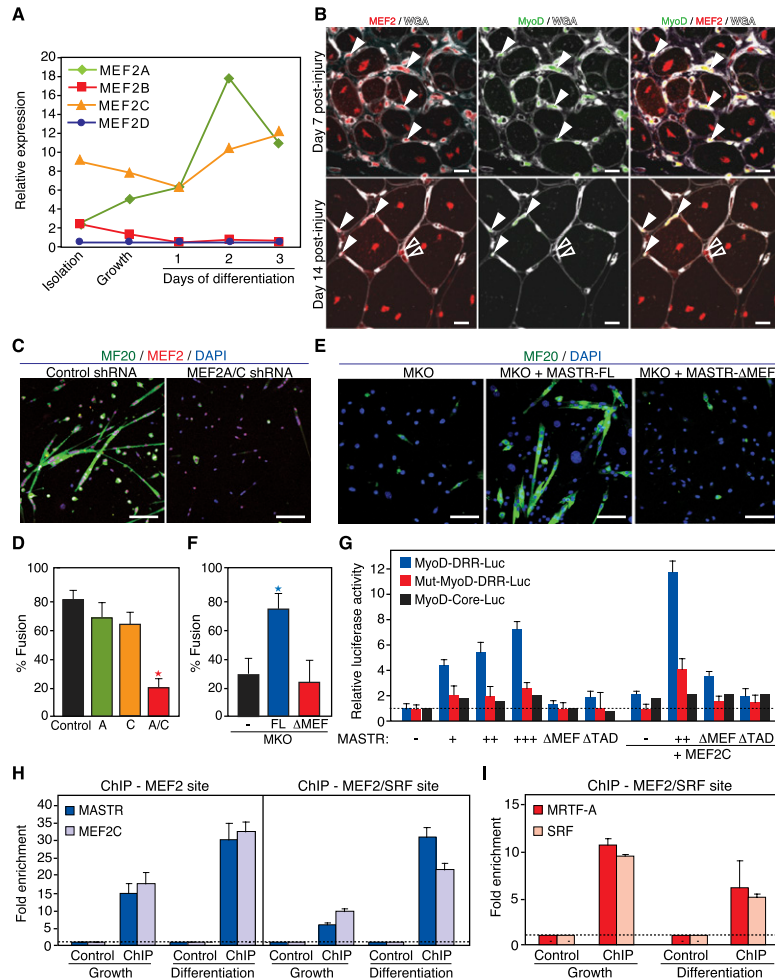 A
20
18
16
14
12
10
8
6
4
2
0
Relative expression
MEF2A
MEF2B
MEF2C
MEF2D
Isolation
Growth
1
2
3
Days of differentiation
B
MEF2 / WGA
MyoD / WGA
MyoD / MEF2 / WGA
Day 7 post-injury
Day 14 post-injury
C
MF20 / MEF2 / DAPI
Control shRNA
MEF2A/C shRNA
E
MF20 / DAPI
MKO
MKO + MASTR-FL
MKO + MASTR-ΔMEF
D
100
80
60
40
20
0
% Fusion
Control
A
C
A/C
F
100
80
60
40
20
0
% Fusion
-
FL
ΔMEF
MKO
G
12
10
8
6
4
2
0
Relative luciferase activity
MyoD-DRR-Luc
Mut-MyoD-DRR-Luc
MyoD-Core-Luc
MASTR: - + ++ +++ ΔMEF ΔTAD - ++ ΔMEF ΔTAD
+ MEF2C
H
ChIP - MEF2 site
ChIP - MEF2/SRF site
40
35
30
25
20
15
10
5
1
0
Fold enrichment
MASTR
MEF2C
Control ChIP Control ChIP Control ChIP Control ChIP
Growth Differentiation Growth Differentiation
I
ChIP - MEF2/SRF site
15
10
5
1
0
Fold enrichment
MRTF-A
SRF
Control ChIP Control ChIP
Growth Differentiation